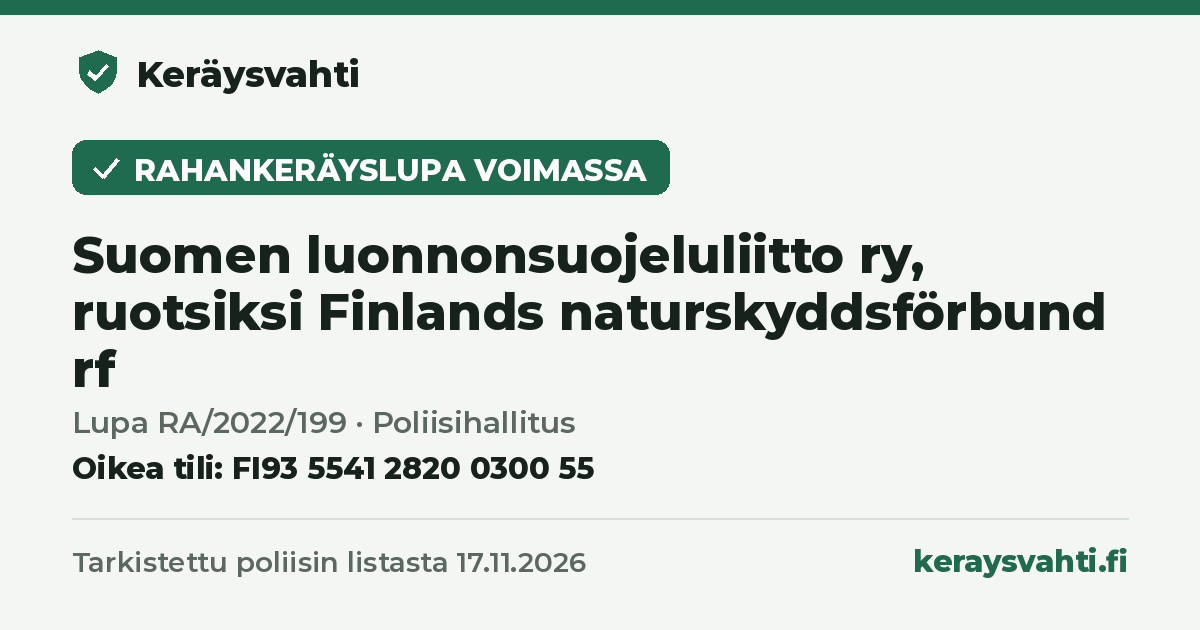 Keräysvahti
RAHANKERÄYSLUPA VOIMASSA
Suomen luonnonsuojeluliitto ry,
ruotsiksi Finlands naturskyddsförbund
rf
Lupa RA/2022/199 · Poliisihallitus
Oikea tili: FI93 5541 2820 0300 55
Tarkistettu poliisin listasta 17.11.2026
keraysvahti.fi